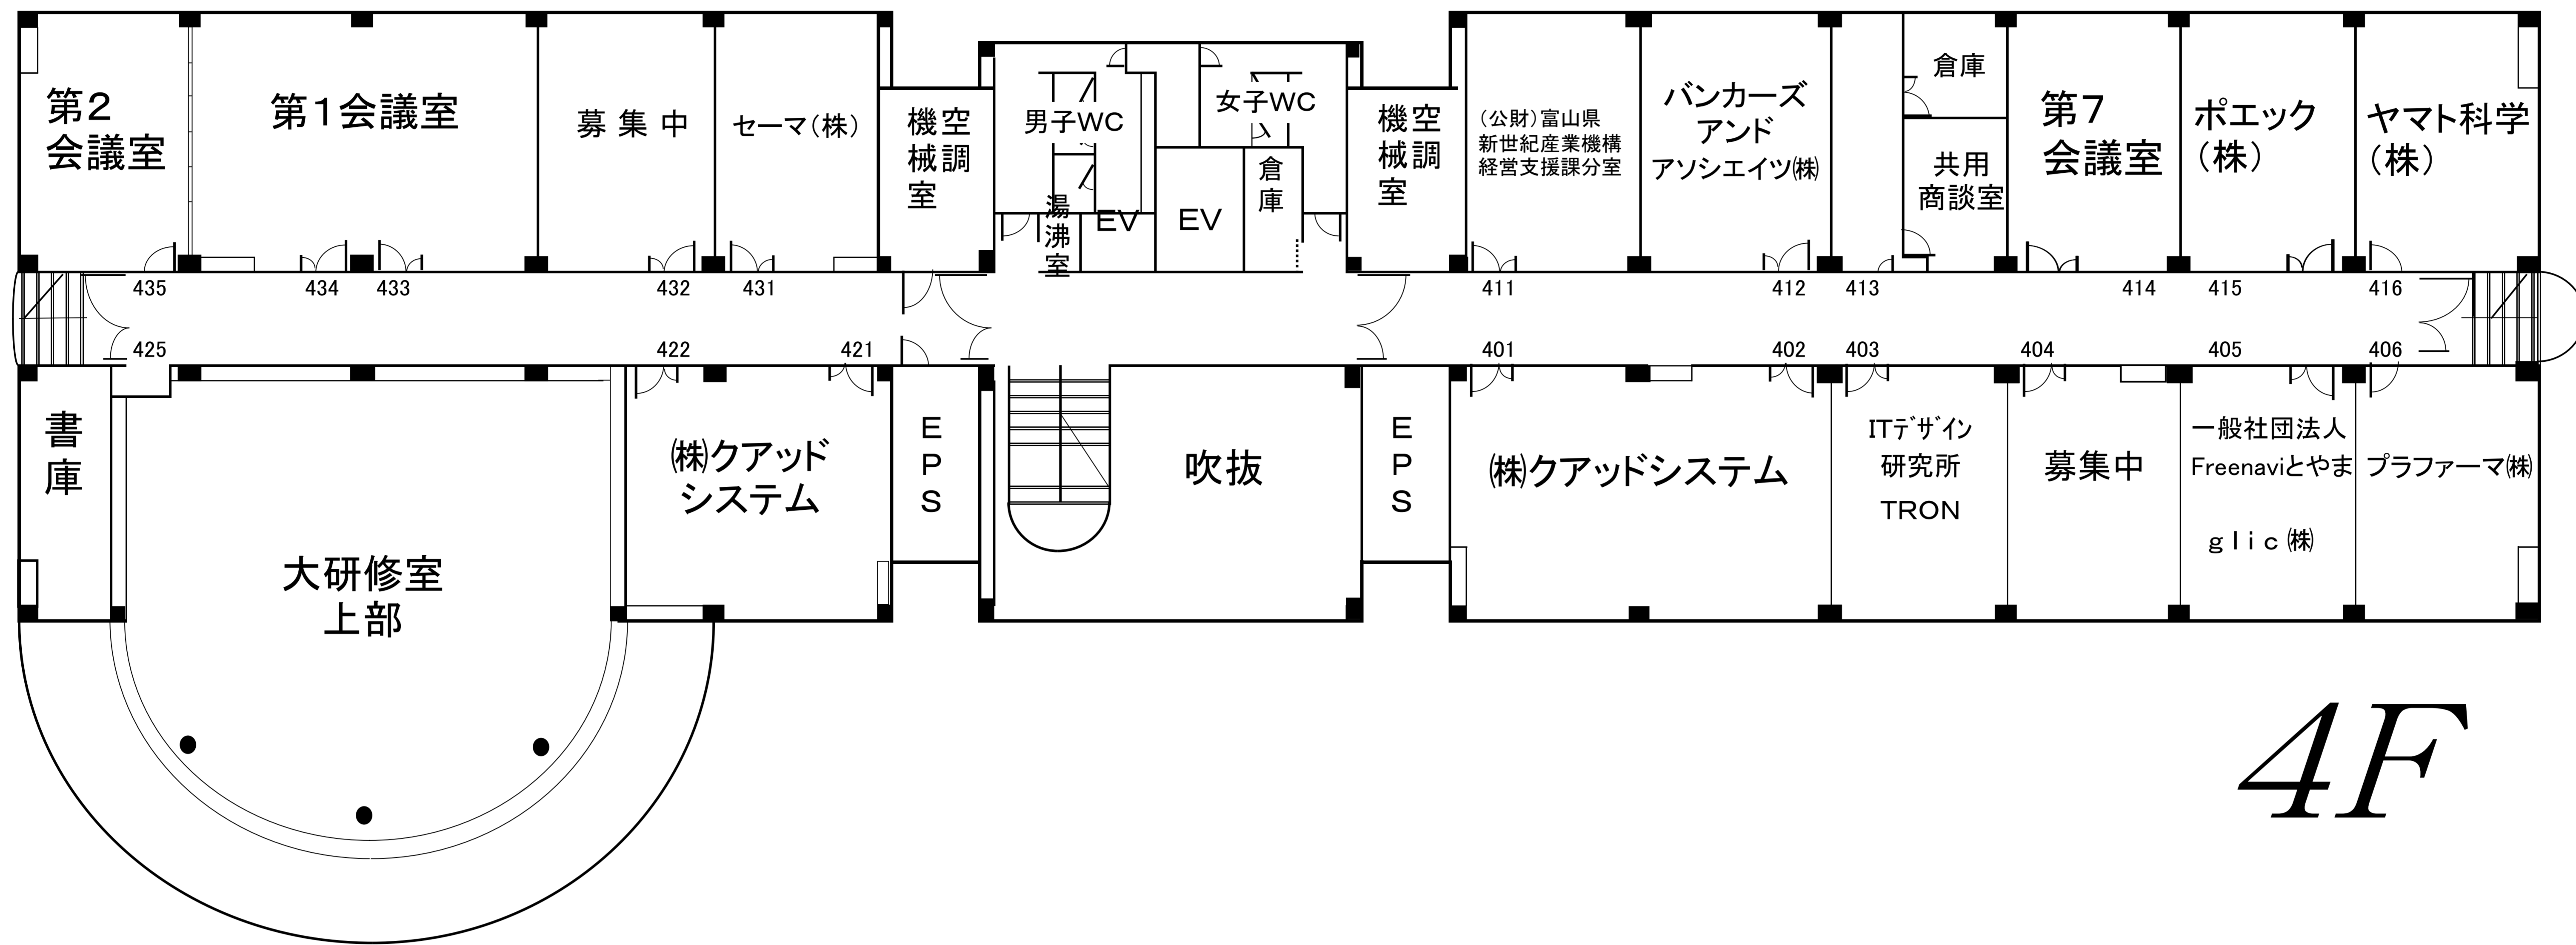 第２
会議室
第１会議室
募 集 中
セーマ（株）
空調
機械室
男子ＷＣ
女子ＷＣ
湯沸室
ＥＶ
ＥＶ
倉庫
空調
機械室
（公財）富山県
新世紀産業機構
経営支援課分室
バンカーズ
アンド
アソシエイツ㈱
倉庫
共用
商談室
第７
会議室
ポエック
（株）
ヤマト科学
（株）
435
434
433
432
431
411
412
413
414
415
416
425
422
421
401
402
403
404
405
406
書庫
大研修室
上部
㈱クアッド
システム
ＥＰＳ
吹抜
ＥＰＳ
㈱クアッドシステム
ITﾃﾞｻﾞｲﾝ
研究所
TRON
募集中
一般社団法人
Freenaviとやま
ｇｌｉｃ㈱
プラファーマ㈱
4F